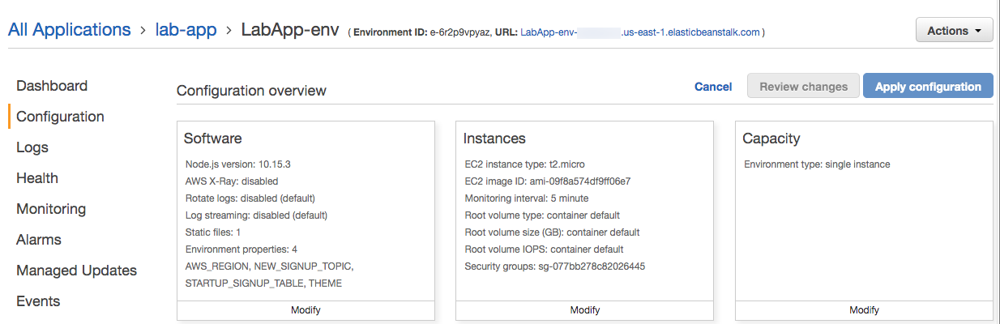 All Applications > lab-app > LabApp-env ( Environment ID: e-6r2p9vpyaz, URL: LabApp-env- .us-east-1.elasticbeanstalk.com )
Actions
Dashboard
Configuration
Logs
Health
Monitoring
Alarms
Managed Updates
Events
Configuration overview
Cancel
Review changes
Apply configuration
Software
Node.js version: 10.15.3
AWS X-Ray: disabled
Rotate logs: disabled (default)
Log streaming: disabled (default)
Static files: 1
Environment properties: 4
AWS_REGION, NEW_SIGNUP_TOPIC,
STARTUP_SIGNUP_TABLE, THEME
Modify
Instances
EC2 instance type: t2.micro
EC2 image ID: ami-09f8a574df9ff06e7
Monitoring interval: 5 minute
Root volume type: container default
Root volume size (GB): container default
Root volume IOPS: container default
Security groups: sg-077bb278c82026445
Modify
Capacity
Environment type: single instance
Modify